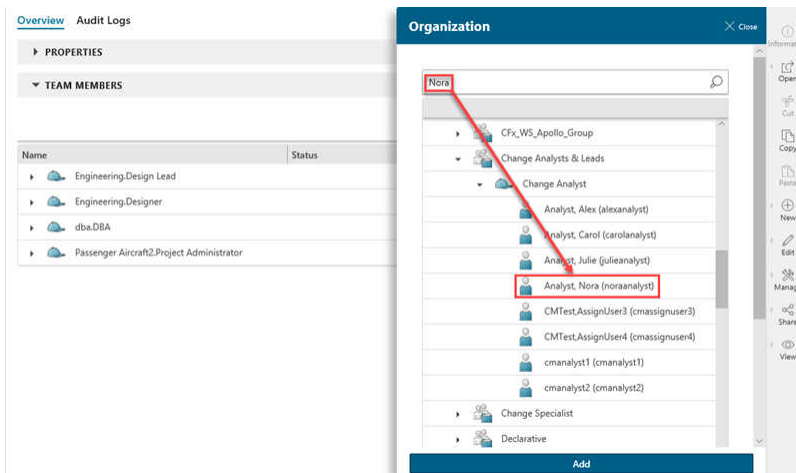 Overview Audit Logs
PROPERTIES
TEAM MEMBERS
Name Status
Engineering.Design Lead
Engineering.Designer
dba.DBA
Passenger Aircraft2.Project Administrator
Organization
Close
Nora
CFx_WS_Apollo_Group
Change Analysts & Leads
Change Analyst
Analyst, Alex (alexanalyst)
Analyst, Carol (carolanalyst)
Analyst, Julie (julieanalyst)
Analyst, Nora (noraanalyst)
CMTest,AssignUser3 (cmassignuser3)
CMTest,AssignUser4 (cmassignuser4)
cmanalyst1 (cmanalyst1)
cmanalyst2 (cmanalyst2)
Change Specialist
Declarative
Add
Informat
Open
Cut
Copy
Paste
New
Edit
Manag
Share
View